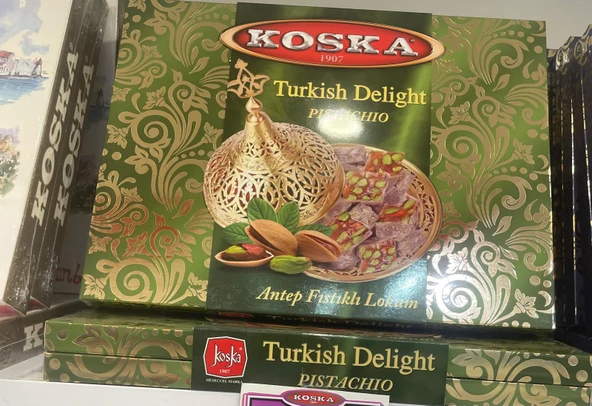 KOSKA
1907
Turkish Delight
PISTACHIO
Antep Fıstıklı Lokum
koska
1907
Turkish Delight
PISTACHIO
KOSKA
KOSKA
KOSKA